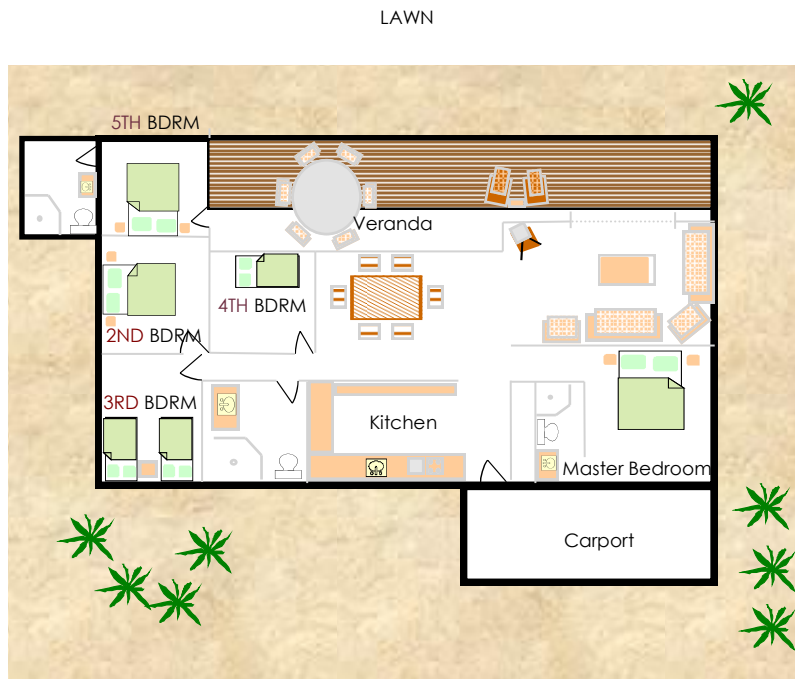 LAWN
5TH BDRM
Veranda
4TH BDRM
2ND BDRM
3RD BDRM
Kitchen
Master Bedroom
Carport